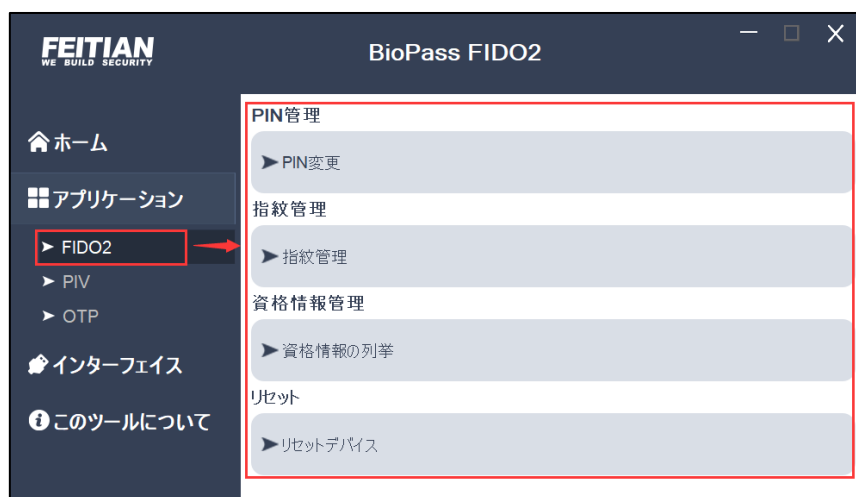 FEITIAN
WE BUILD SECURITY
BioPass FIDO2
ホーム
アプリケーション
FIDO2
PIV
OTP
インターフェイス
このツールについて
PIN管理
PIN変更
指紋管理
指紋管理
資格情報管理
資格情報の列挙
リセット
リセットデバイス